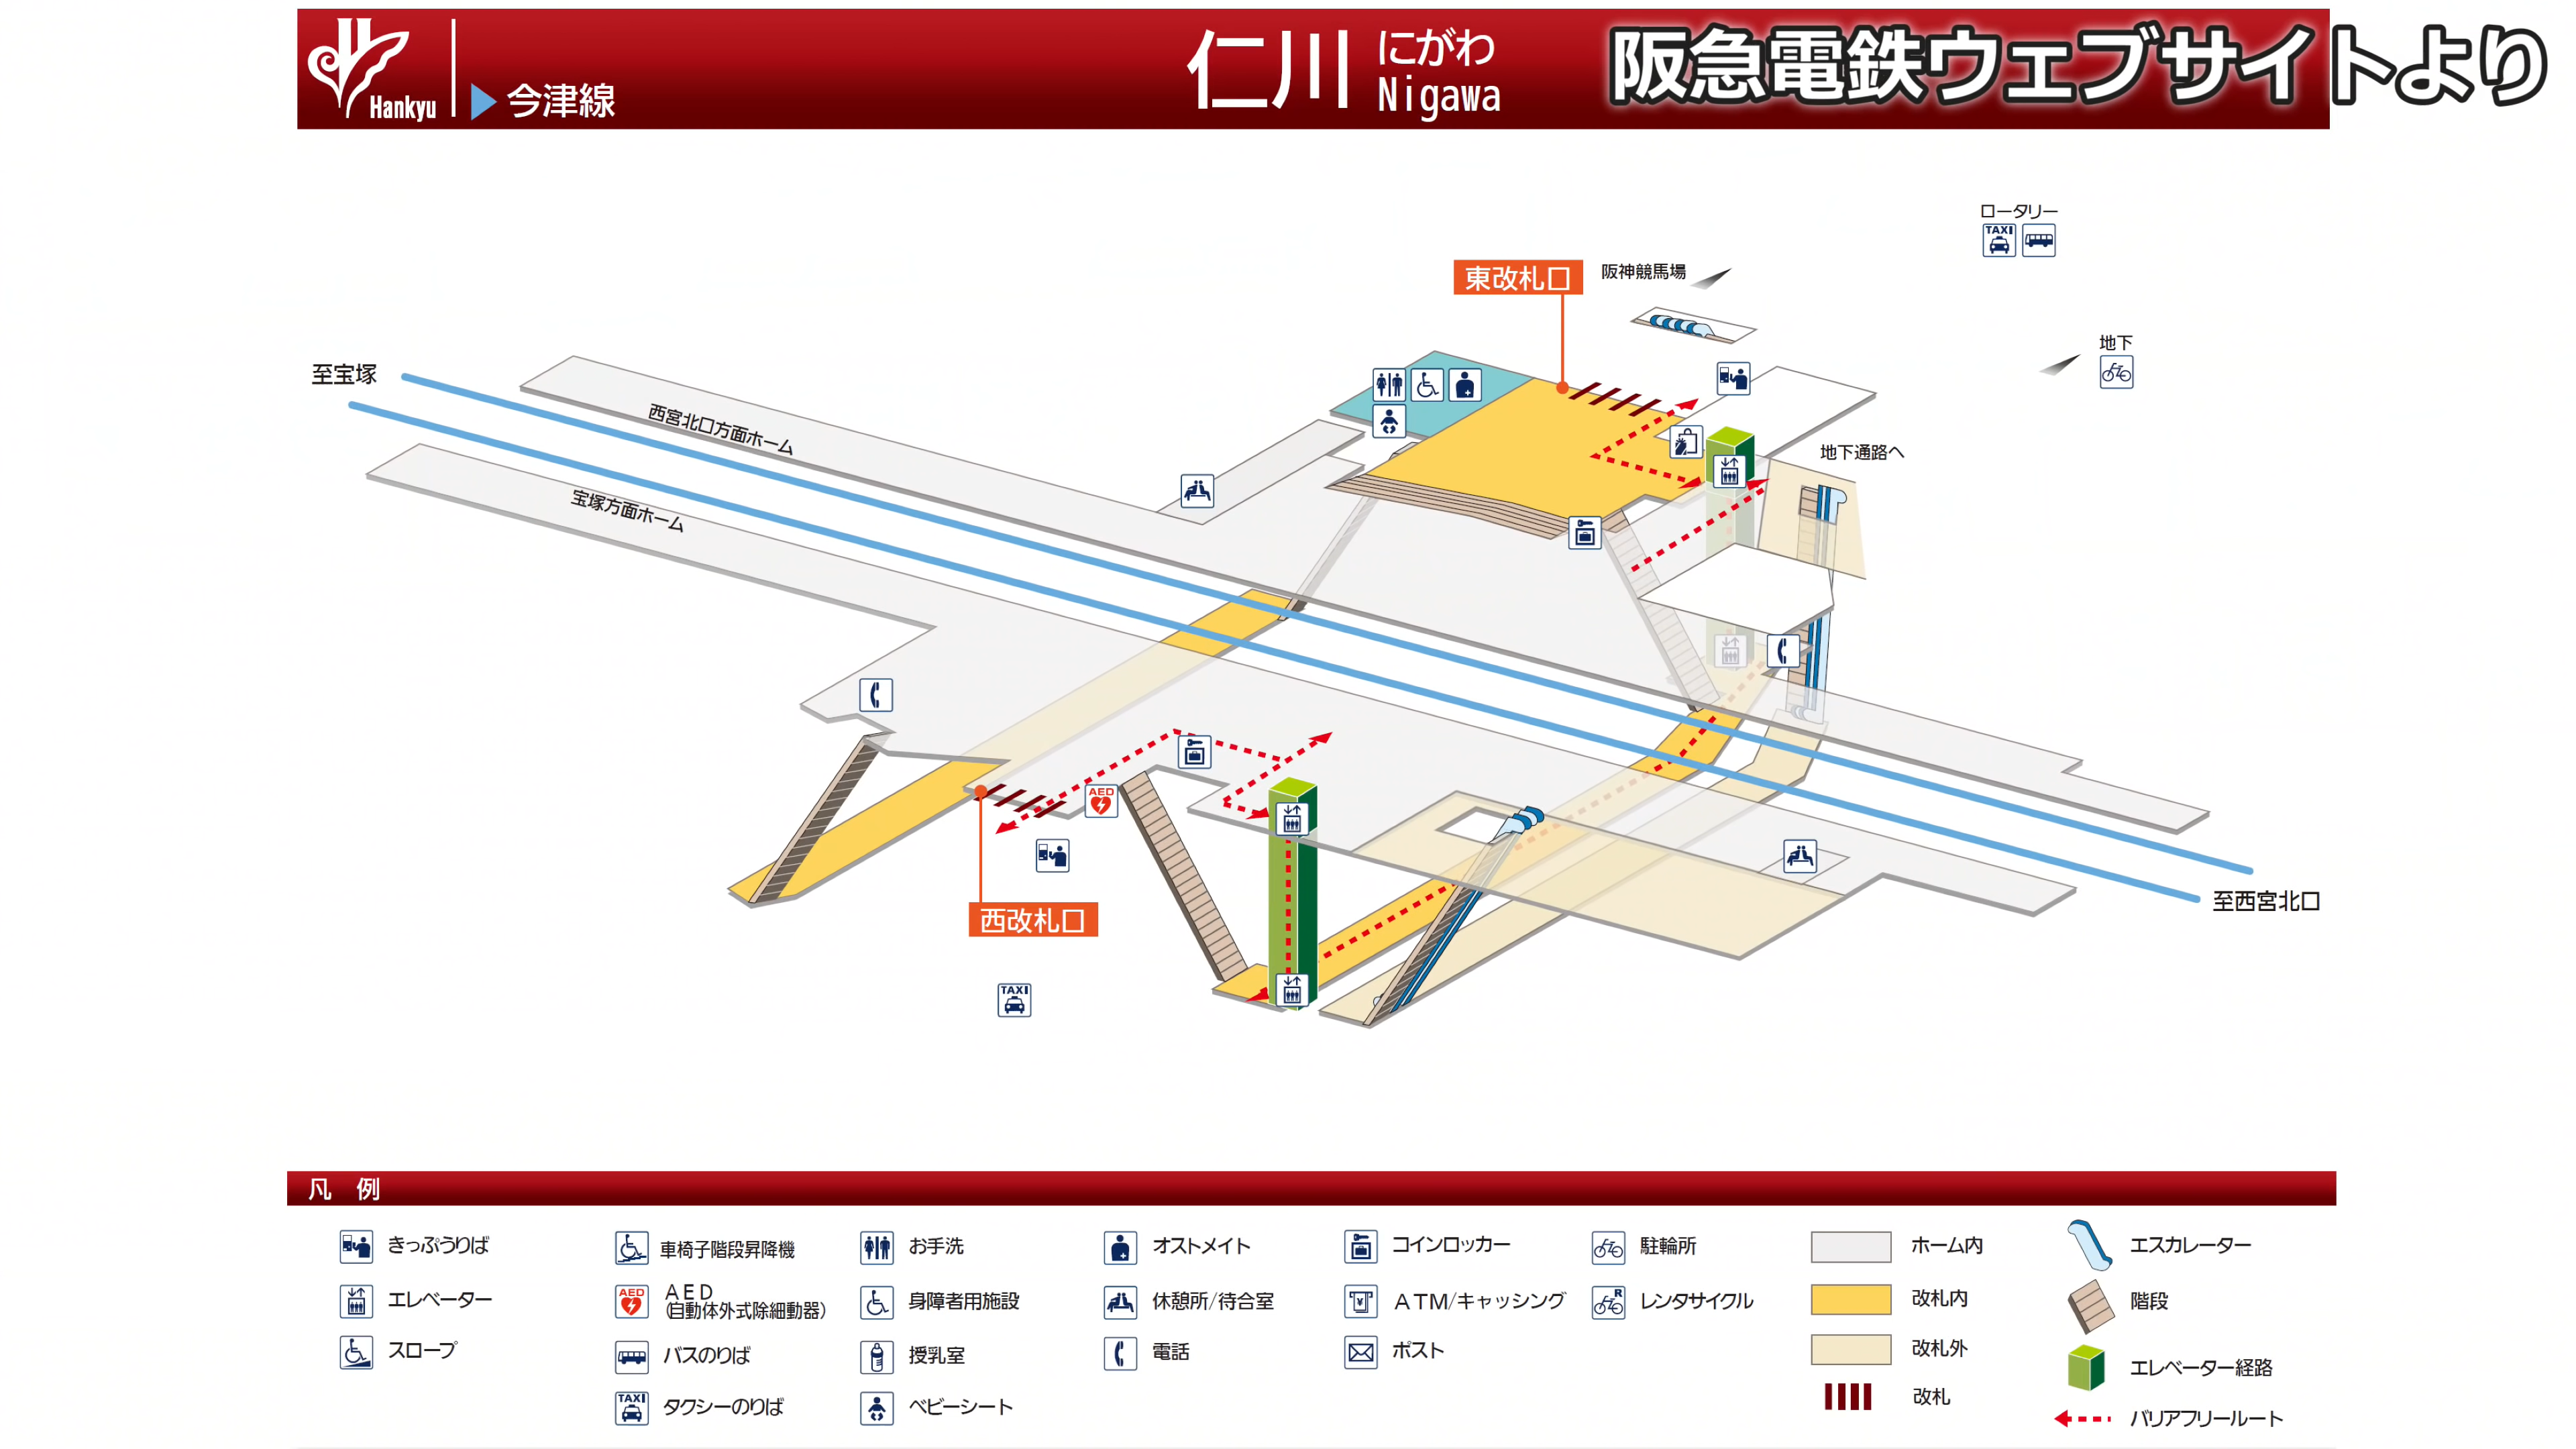 Hankyu
今津線
仁川
にがわ
Nigawa
阪急電鉄ウェブサイトより
ロータリー
TAXI
東改札口
阪神競馬場
地下
至宝塚
西宮北口方面ホーム
宝塚方面ホーム
地下通路へ
AED
西改札口
至西宮北口
TAXI
凡 例
きっぷうりば
エレベーター
スロープ
車椅子階段昇降機
AED
AED
(自動体外式除細動器)
バスのりば
TAXI
タクシーのりば
お手洗
身障者用施設
授乳室
ベビーシート
オストメイト
休憩所/待合室
電話
コインロッカー
ATM/キャッシング
ポスト
駐輪所
R
レンタサイクル
ホーム内
改札内
改札外
改札
エスカレーター
階段
エレベーター経路
バリアフリールート